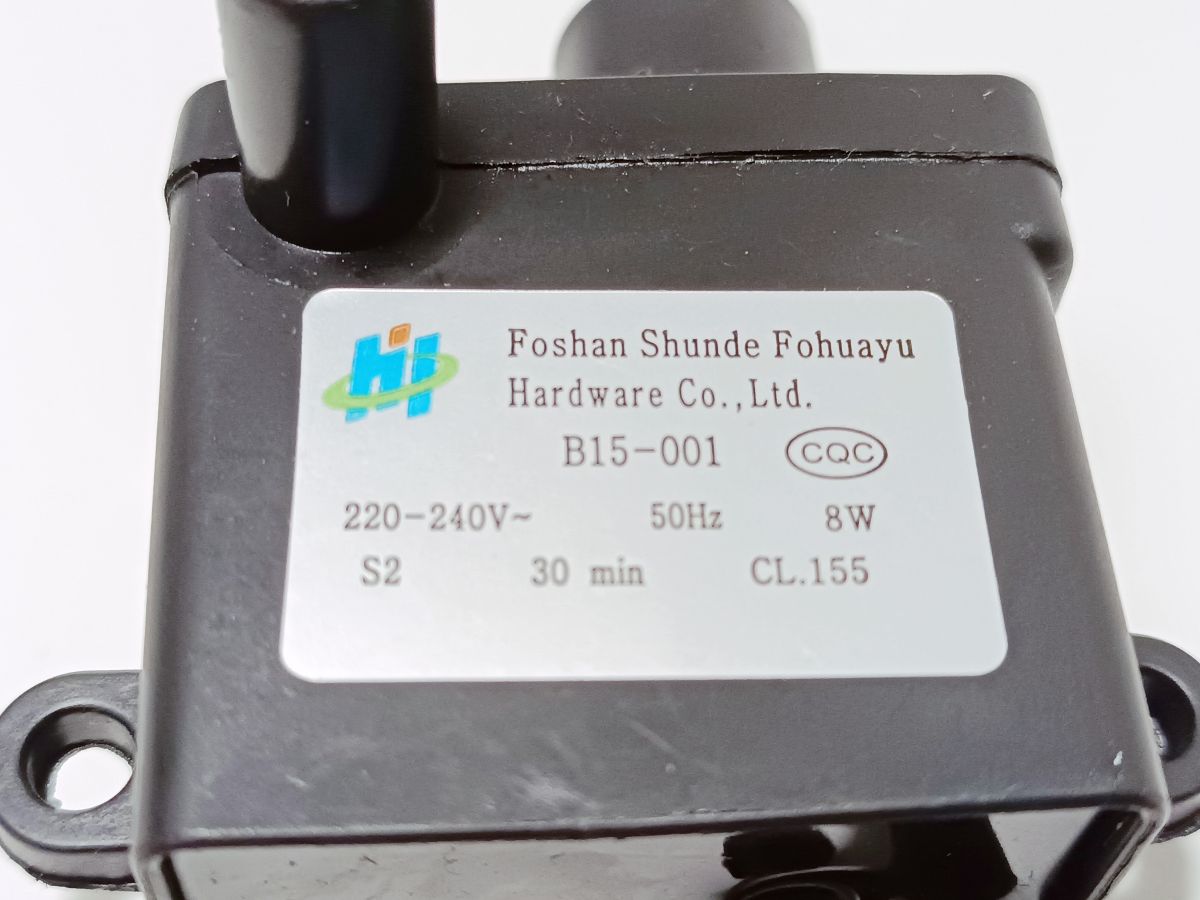 Foshan Shunde Fohuayu
Hardware Co.,Ltd.
B15-001 CQC
220-240V~ 50Hz 8W
S2 30 min CL.155